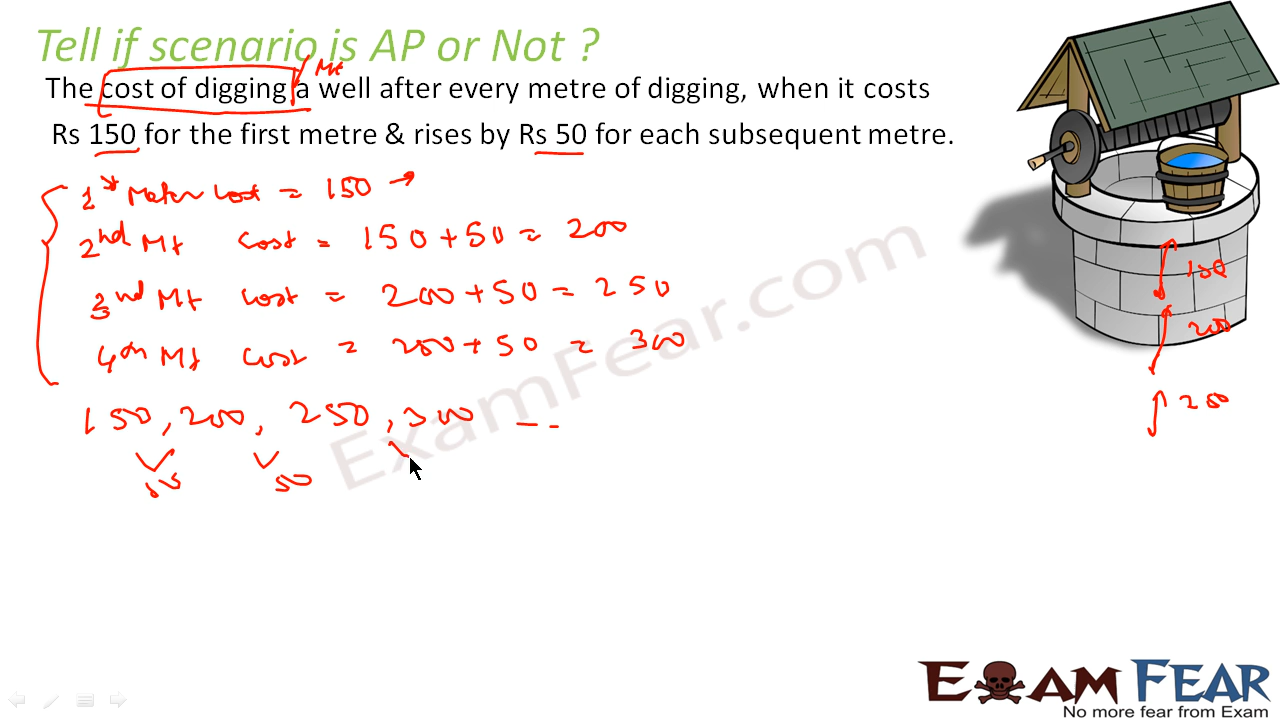 Tell if scenario is AP or Not ?
Mt
The cost of digging a well after every metre of digging, when it costs
Rs 150 for the first metre & rises by Rs 50 for each subsequent metre.
1st Meter cost = 150 →
2nd Mt cost = 150 + 50 = 200
3nd Mt cost = 200 + 50 = 250
4th Mt cost = 250 + 50 = 300
150, 200, 250, 300 --
50 50
150
200
250
ExamFear.com
EXAM FEAR
No more fear from Exam